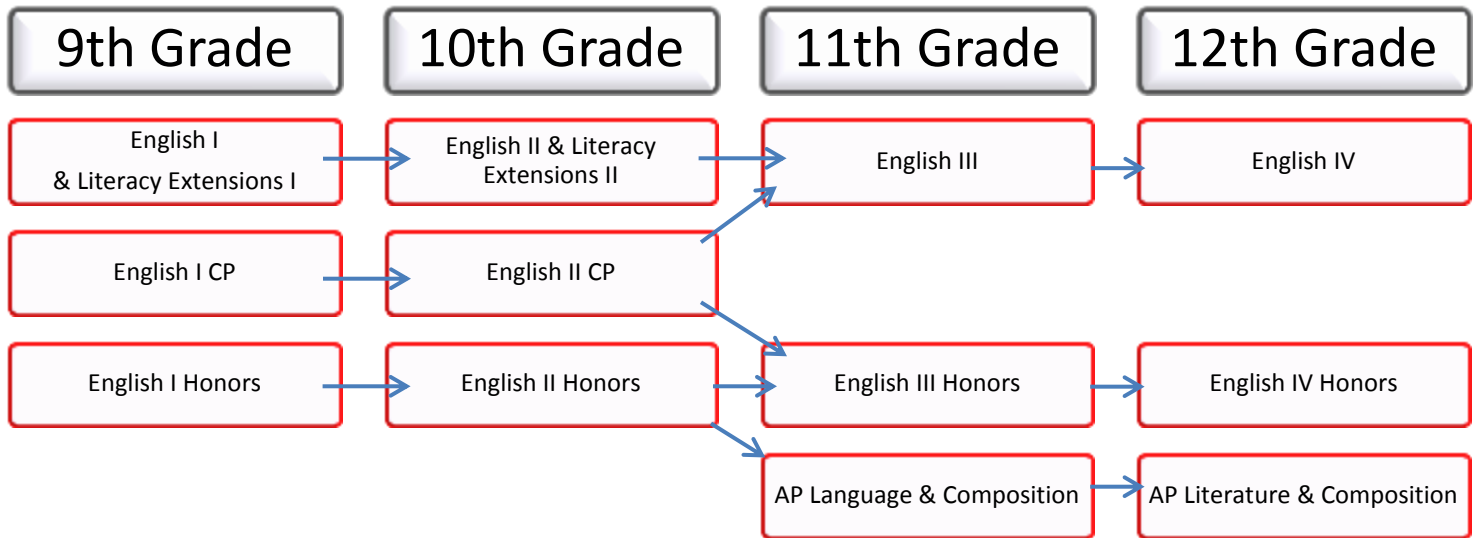 9th Grade
10th Grade
11th Grade
12th Grade
English I
& Literacy Extensions I
English II & Literacy
Extensions II
English III
English IV
English I CP
English II CP
English I Honors
English II Honors
English III Honors
English IV Honors
AP Language & Composition
AP Literature & Composition